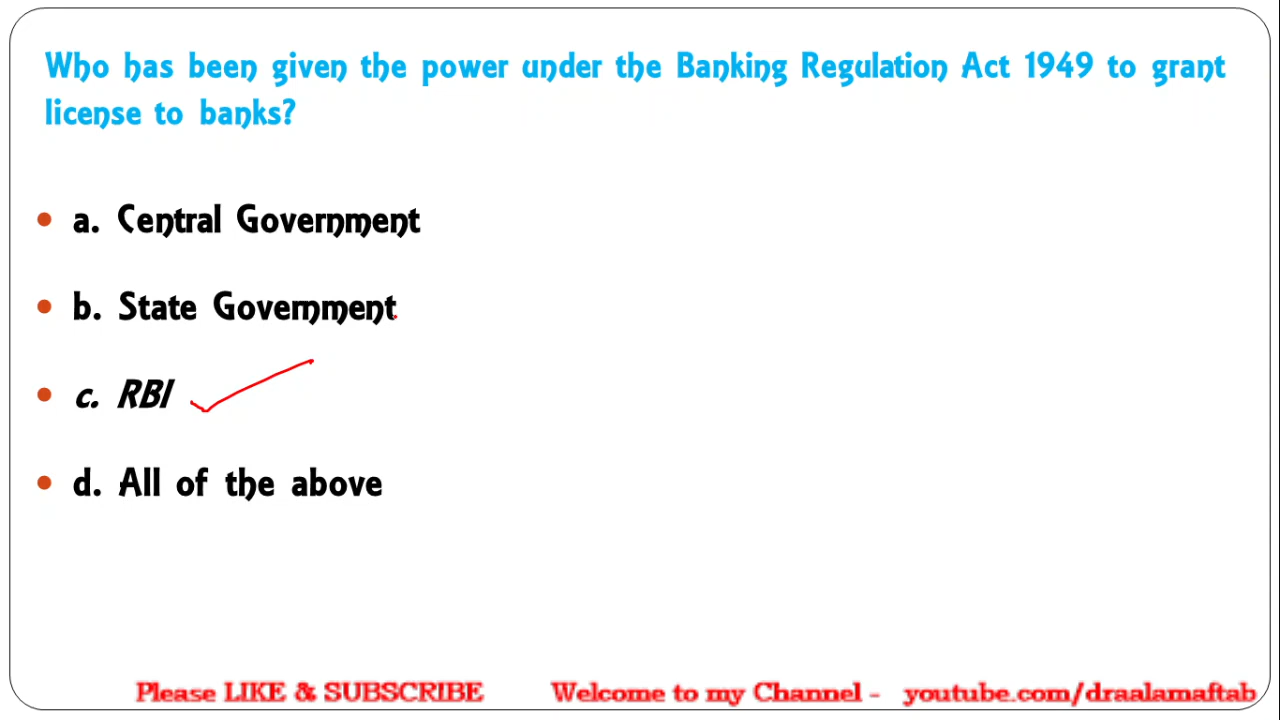 Who has been given the power under the Banking Regulation Act 1949 to grant
license to banks?
a. Central Government
b. State Government
c. RBI
d. All of the above
Please LIKE & SUBSCRIBE Welcome to my Channel - youtube.com/draalamaftab